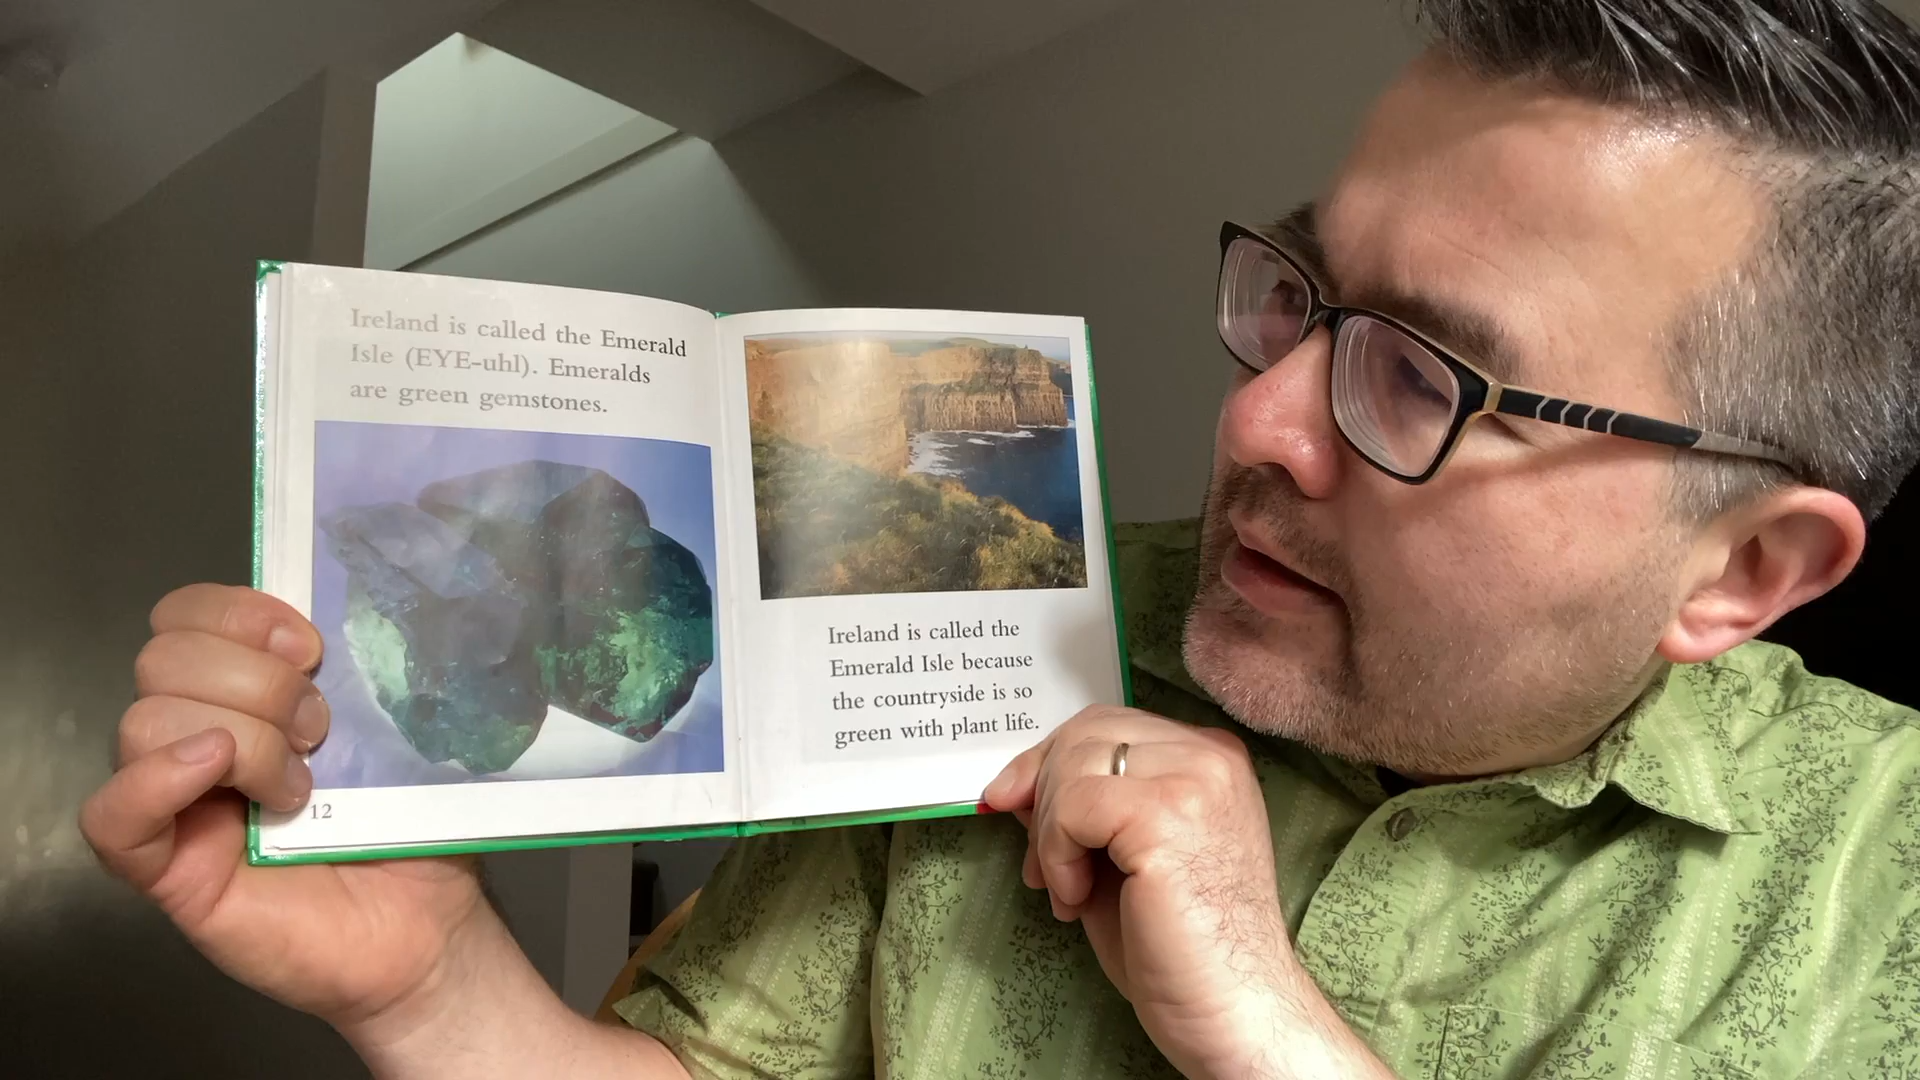 Ireland is called the Emerald
Isle (EYE-uhl). Emeralds
are green gemstones.
12
Ireland is called the
Emerald Isle because
the countryside is so
green with plant life.